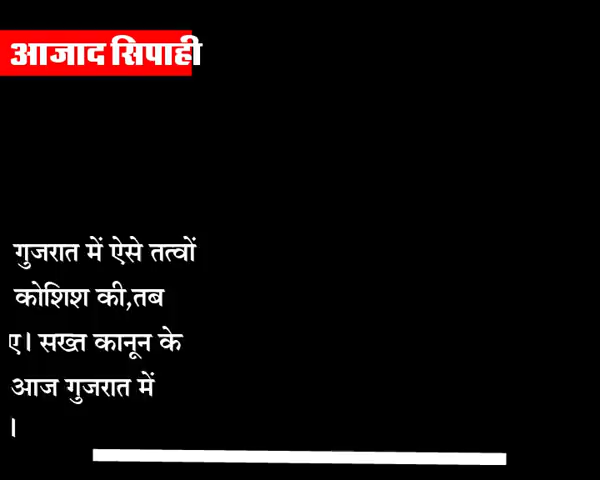 आजाद सिपाही
गुजरात में ऐसे तत्वों
कोशिश की,तब
ए। सख्त कानून के
आज गुजरात में
।